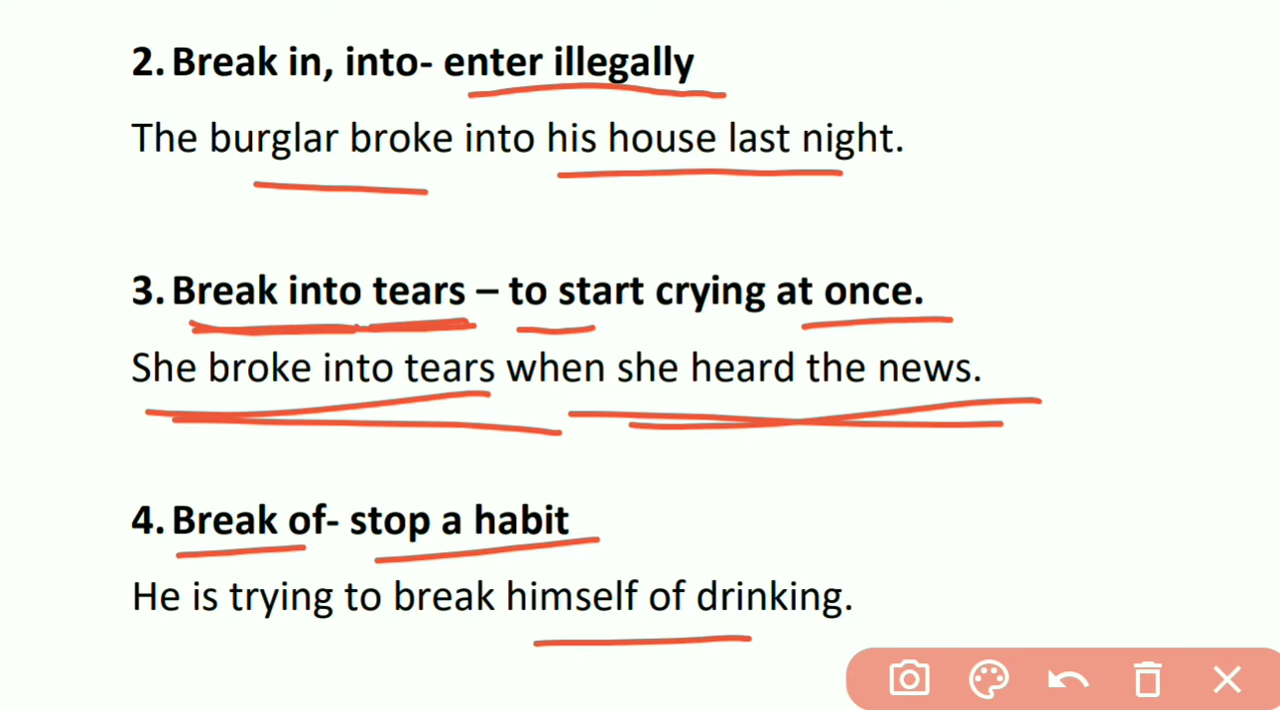 2. Break in, into- enter illegally
The burglar broke into his house last night.
3. Break into tears – to start crying at once.
She broke into tears when she heard the news.
4. Break of- stop a habit
He is trying to break himself of drinking.